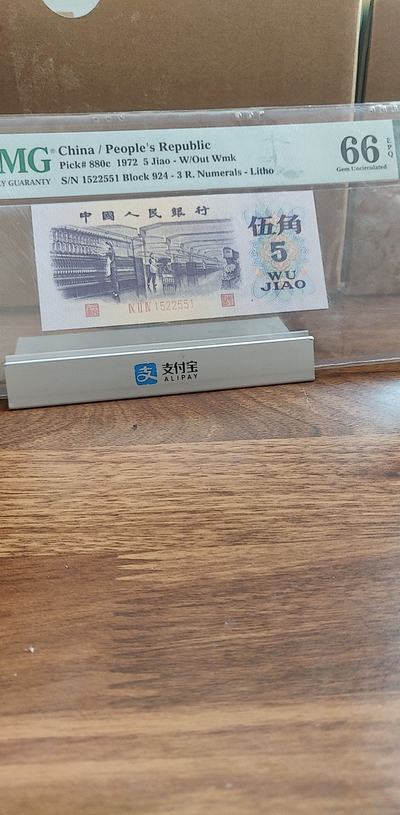 MG
China / People's Republic
Pick# 880c 1972 5 Jiao - W/Out Wmk
Y GUARANTY
S/N 1522551 Block 924 - 3 R. Numerals - Litho
66
EPQ
Gem Uncirculated
中國人民銀行
伍角
5
WU
JIAO
1522551
支付宝
ALIPAY